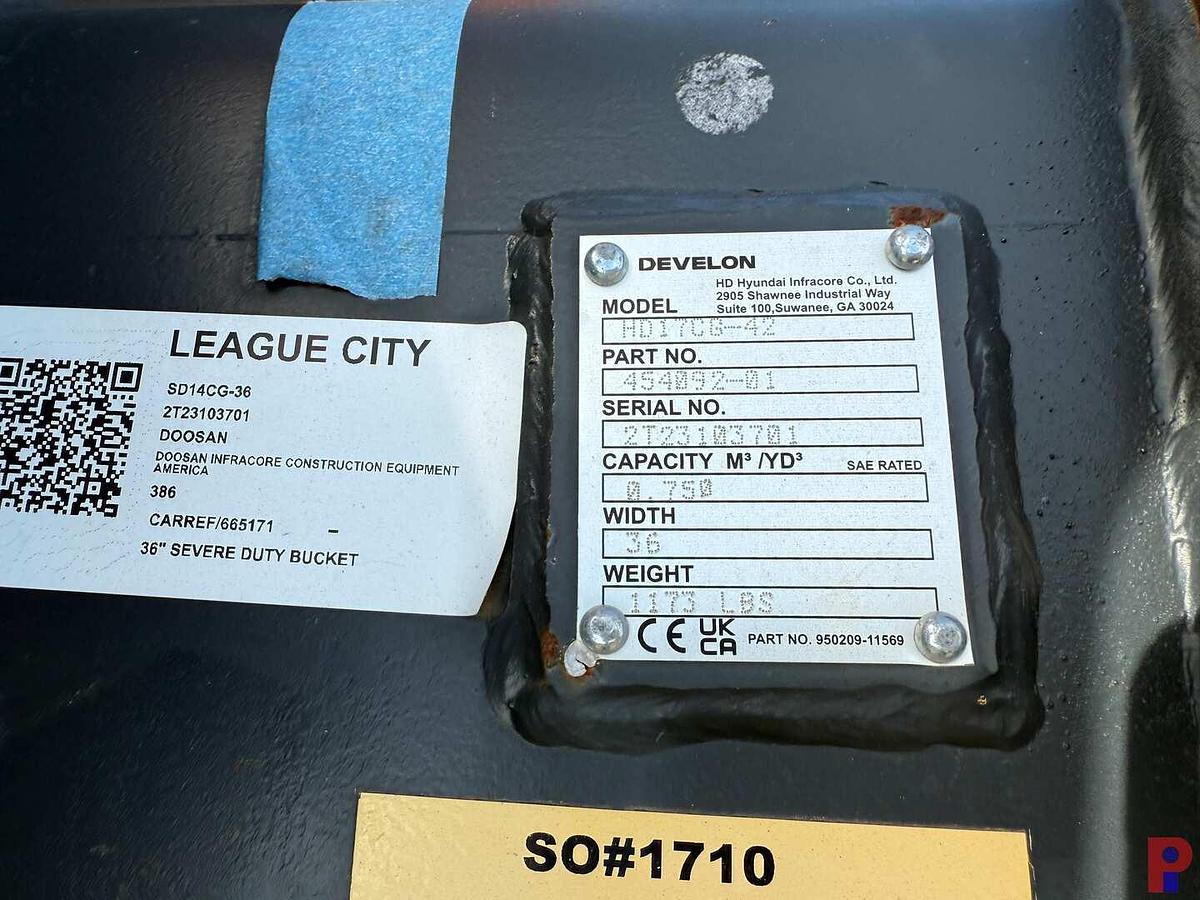 LEAGUE CITY
SD14CG-36
2T23103701
DOOSAN
DOOSAN INFRACORE CONSTRUCTION EQUIPMENT
AMERICA
386
CARREF/665171 –
36" SEVERE DUTY BUCKET
DEVELON
HD Hyundai Infracore Co., Ltd.
2905 Shawnee Industrial Way
Suite 100,Suwanee, GA 30024
MODEL
HD17CG-42
PART NO.
454092-01
SERIAL NO.
2T23103701
CAPACITY M³ /YD³ SAE RATED
0.750
WIDTH
36
WEIGHT
1173 LBS
CE UK CA PART NO. 950209-11569
SO#1710
Pi